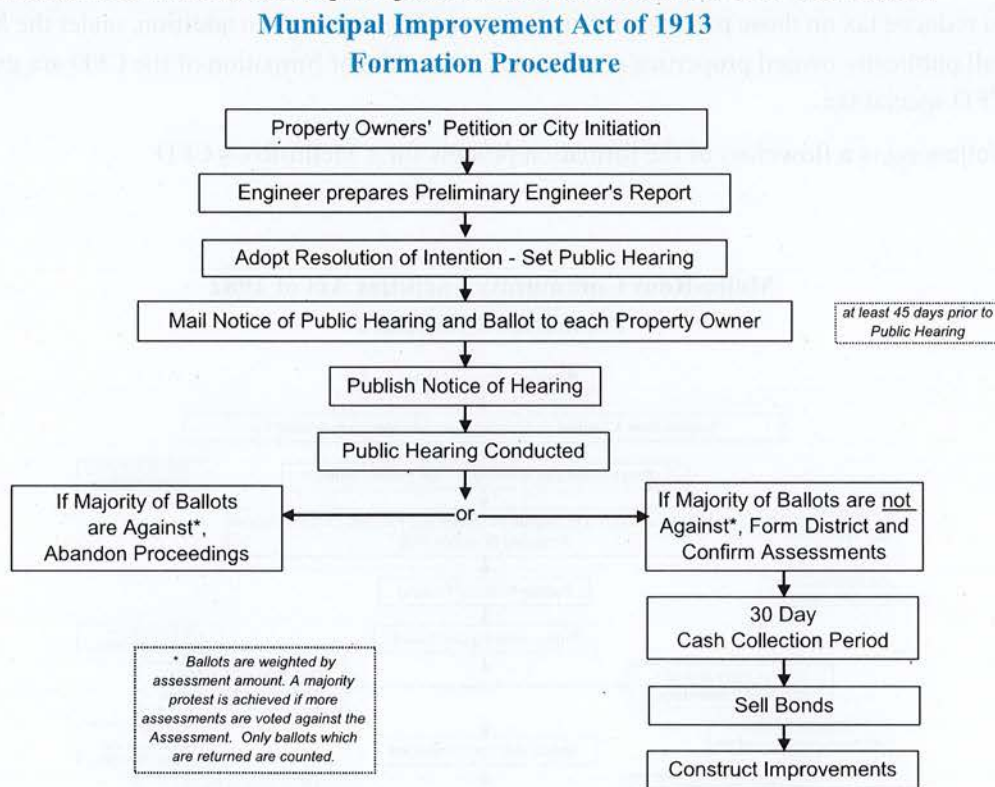 Municipal Improvement Act of 1913
Formation Procedure
Property Owners' Petition or City Initiation
Engineer prepares Preliminary Engineer's Report
Adopt Resolution of Intention - Set Public Hearing
Mail Notice of Public Hearing and Ballot to each Property Owner
at least 45 days prior to
Public Hearing
Publish Notice of Hearing
Public Hearing Conducted
or
If Majority of Ballots
are Against*,
Abandon Proceedings
If Majority of Ballots are not
Against*, Form District and
Confirm Assessments
30 Day
Cash Collection Period
* Ballots are weighted by
assessment amount. A majority
protest is achieved if more
assessments are voted against the
Assessment. Only ballots which
are returned are counted.
Sell Bonds
Construct Improvements